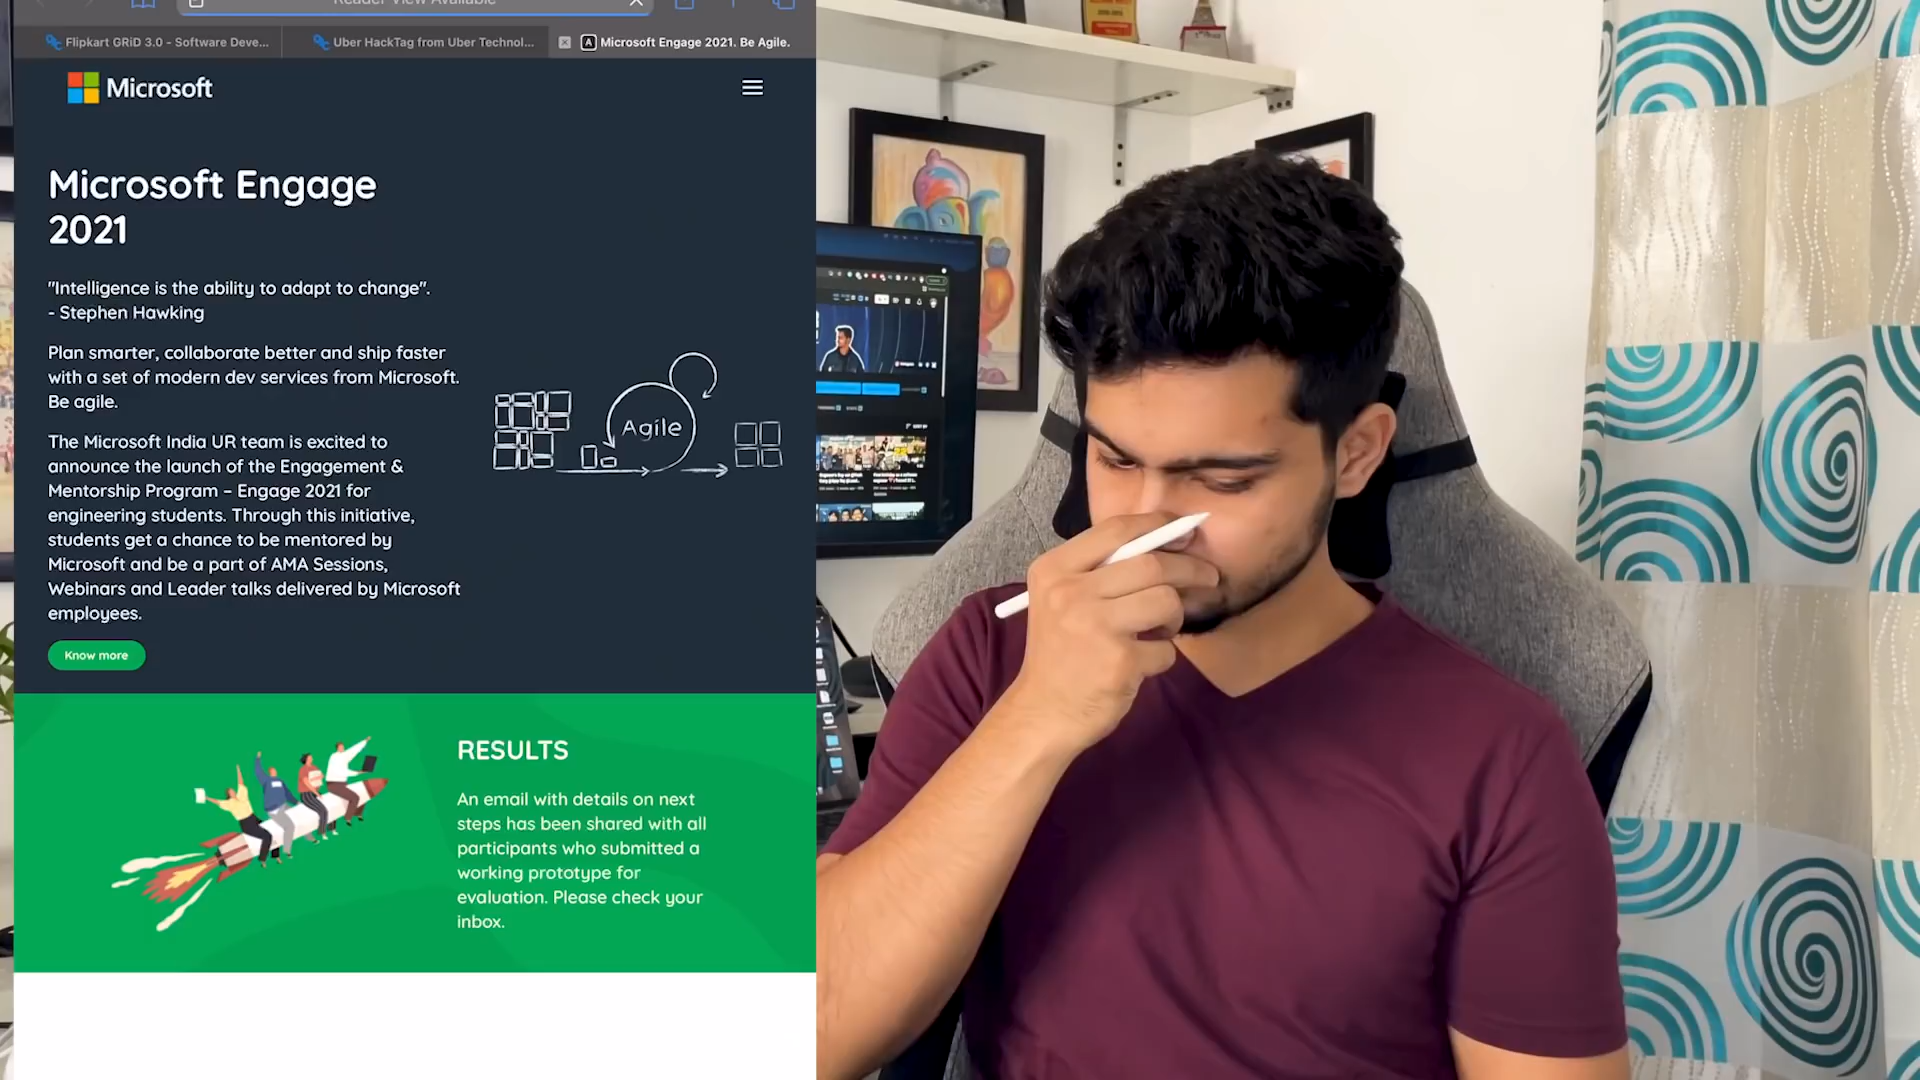 Reader View Available
Flipkart GRiD 3.0 - Software Deve...
Uber HackTag from Uber Technol...
Microsoft Engage 2021. Be Agile.
Microsoft
Microsoft Engage
2021
"Intelligence is the ability to adapt to change".
- Stephen Hawking
Plan smarter, collaborate better and ship faster
with a set of modern dev services from Microsoft.
Be agile.
The Microsoft India UR team is excited to
announce the launch of the Engagement &
Mentorship Program – Engage 2021 for
engineering students. Through this initiative,
students get a chance to be mentored by
Microsoft and be a part of AMA Sessions,
Webinars and Leader talks delivered by Microsoft
employees.
Know more
Agile
RESULTS
An email with details on next
steps has been shared with all
participants who submitted a
working prototype for
evaluation. Please check your
inbox.